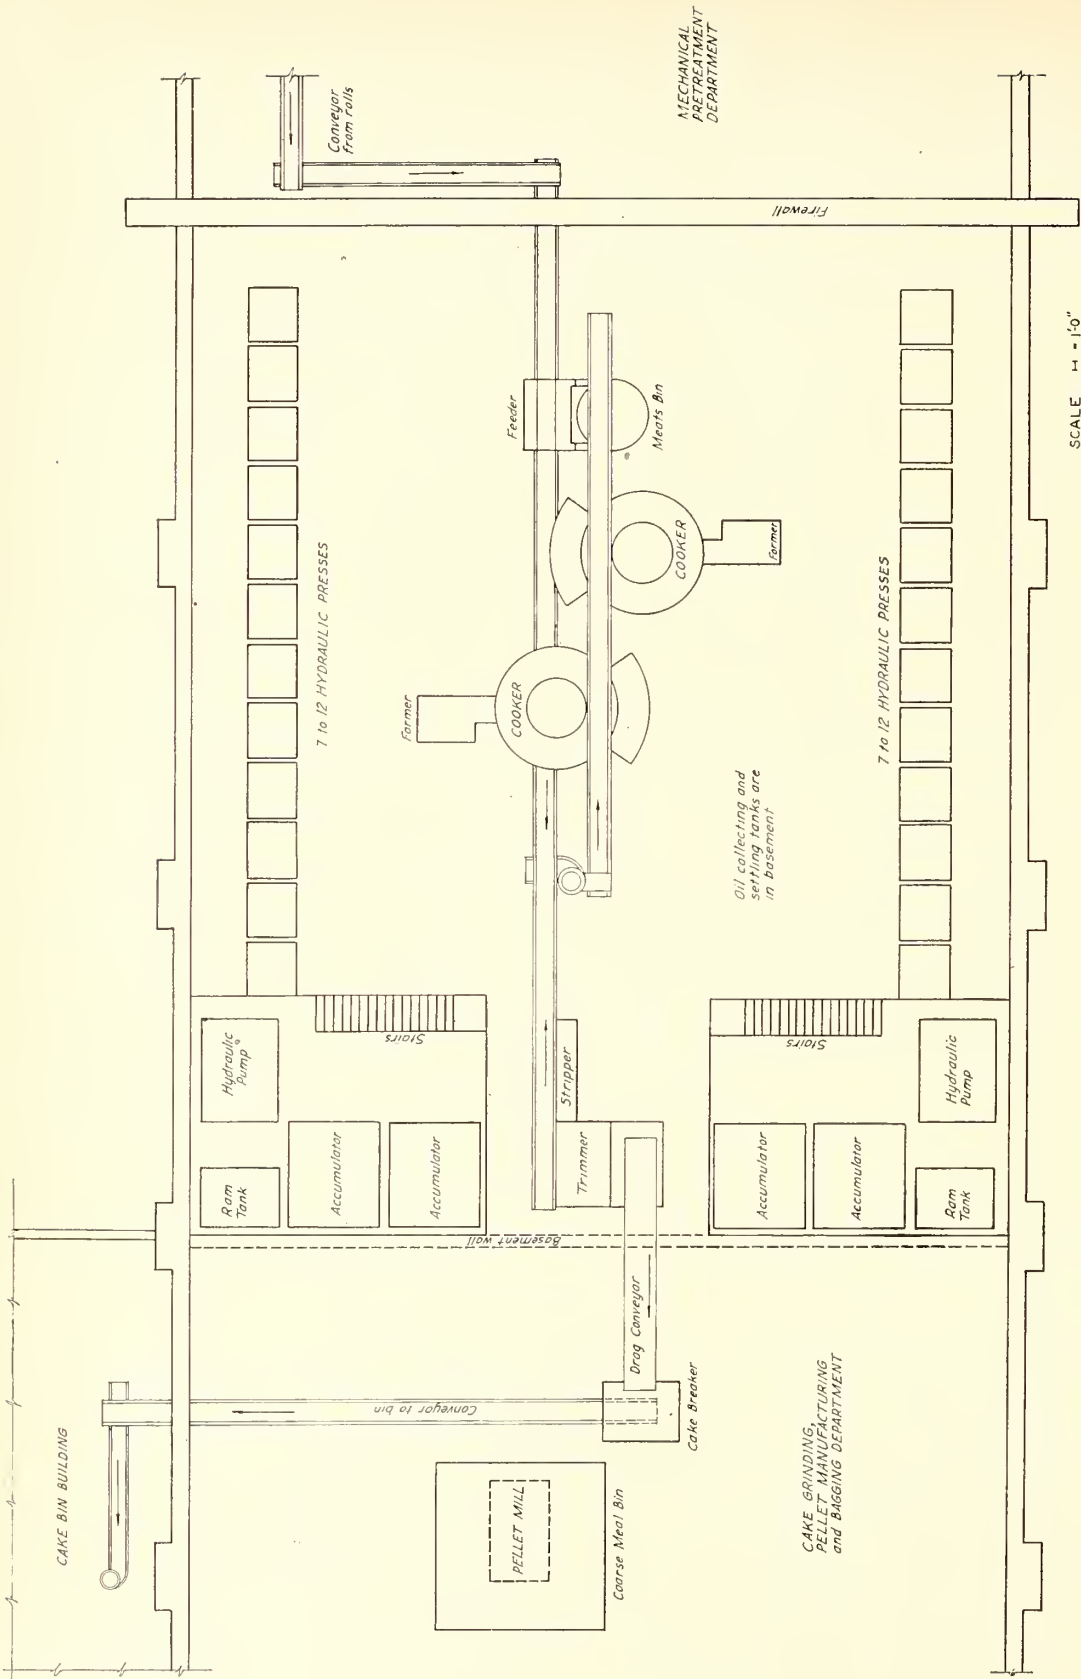 CAKE BIN BUILDING
Conveyor to bin
PELLET MILL
Coarse Meal Bin
Cake Breaker
CAKE GRINDING,
PELLET MANUFACTURING
and BAGGING DEPARTMENT
Drag Conveyor
Basement wall
Ram
Tank
Hydraulic
Pump
Accumulator
Accumulator
Stairs
Trimmer
Stripper
Accumulator
Accumulator
Ram
Tank
Hydraulic
Pump
Stairs
7 to 12 HYDRAULIC PRESSES
Former
COOKER
COOKER
Former
Feeder
Meats Bin
Oil collecting and
settling tanks are
in basement
7 to 12 HYDRAULIC PRESSES
Conveyor
from rolls
Firewall
MECHANICAL
PRETREATMENT
DEPARTMENT
SCALE ⊢⊣ = 1'0"